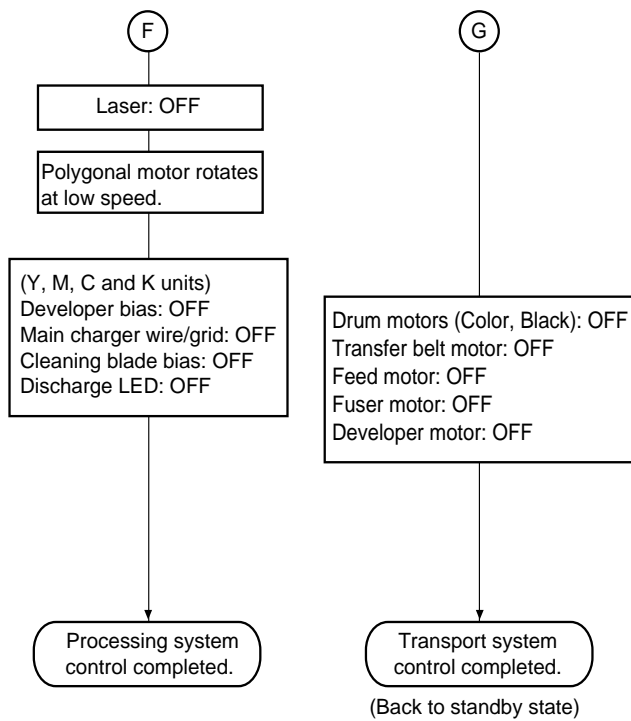 F
Laser: OFF
Polygonal motor rotates
at low speed.
(Y, M, C and K units)
Developer bias: OFF
Main charger wire/grid: OFF
Cleaning blade bias: OFF
Discharge LED: OFF
Processing system
control completed.
G
Drum motors (Color, Black): OFF
Transfer belt motor: OFF
Feed motor: OFF
Fuser motor: OFF
Developer motor: OFF
Transport system
control completed.
(Back to standby state)